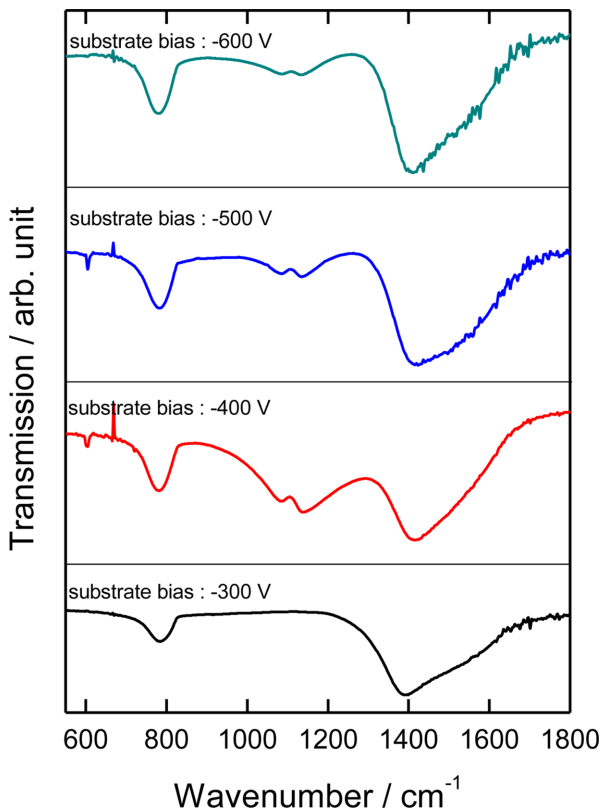 substrate bias : -600 V
substrate bias : -500 V
substrate bias : -400 V
substrate bias : -300 V
Transmission / arb. unit
600 800 1000 1200 1400 1600 1800
Wavenumber / cm⁻¹